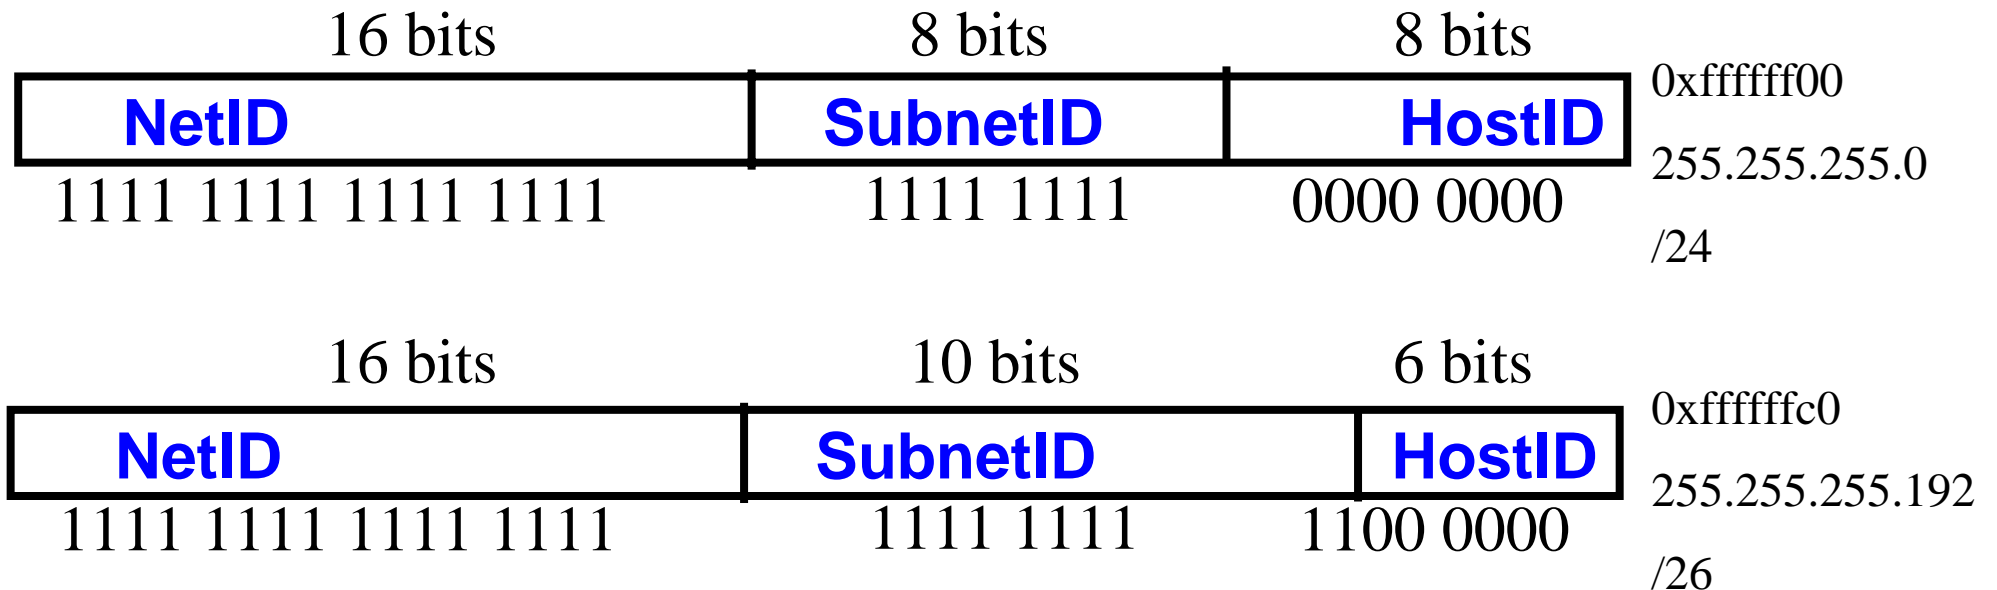 16 bits 8 bits 8 bits
0xffffff00
NetID SubnetID HostID
255.255.255.0
1111 1111 1111 1111 1111 1111 0000 0000
/24
16 bits 10 bits 6 bits
0xffffffc0
NetID SubnetID HostID
255.255.255.192
1111 1111 1111 1111 1111 1111 1100 0000
/26